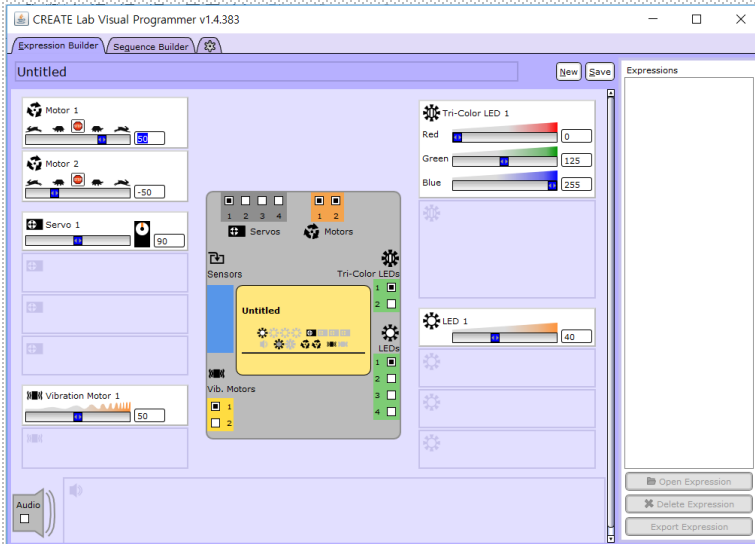 CREATE Lab Visual Programmer v1.4.383
Expression Builder
Sequence Builder
Untitled
New
Save
Expressions
Motor 1
50
Motor 2
-50
Servo 1
90
Vibration Motor 1
50
1 2 3 4
1 2
Servos
Motors
Sensors
Tri-Color LEDs
1
2
Untitled
LEDs
1
2
3
4
Vib. Motors
1
2
Tri-Color LED 1
Red
0
Green
125
Blue
255
LED 1
40
Audio
Open Expression
Delete Expression
Export Expression